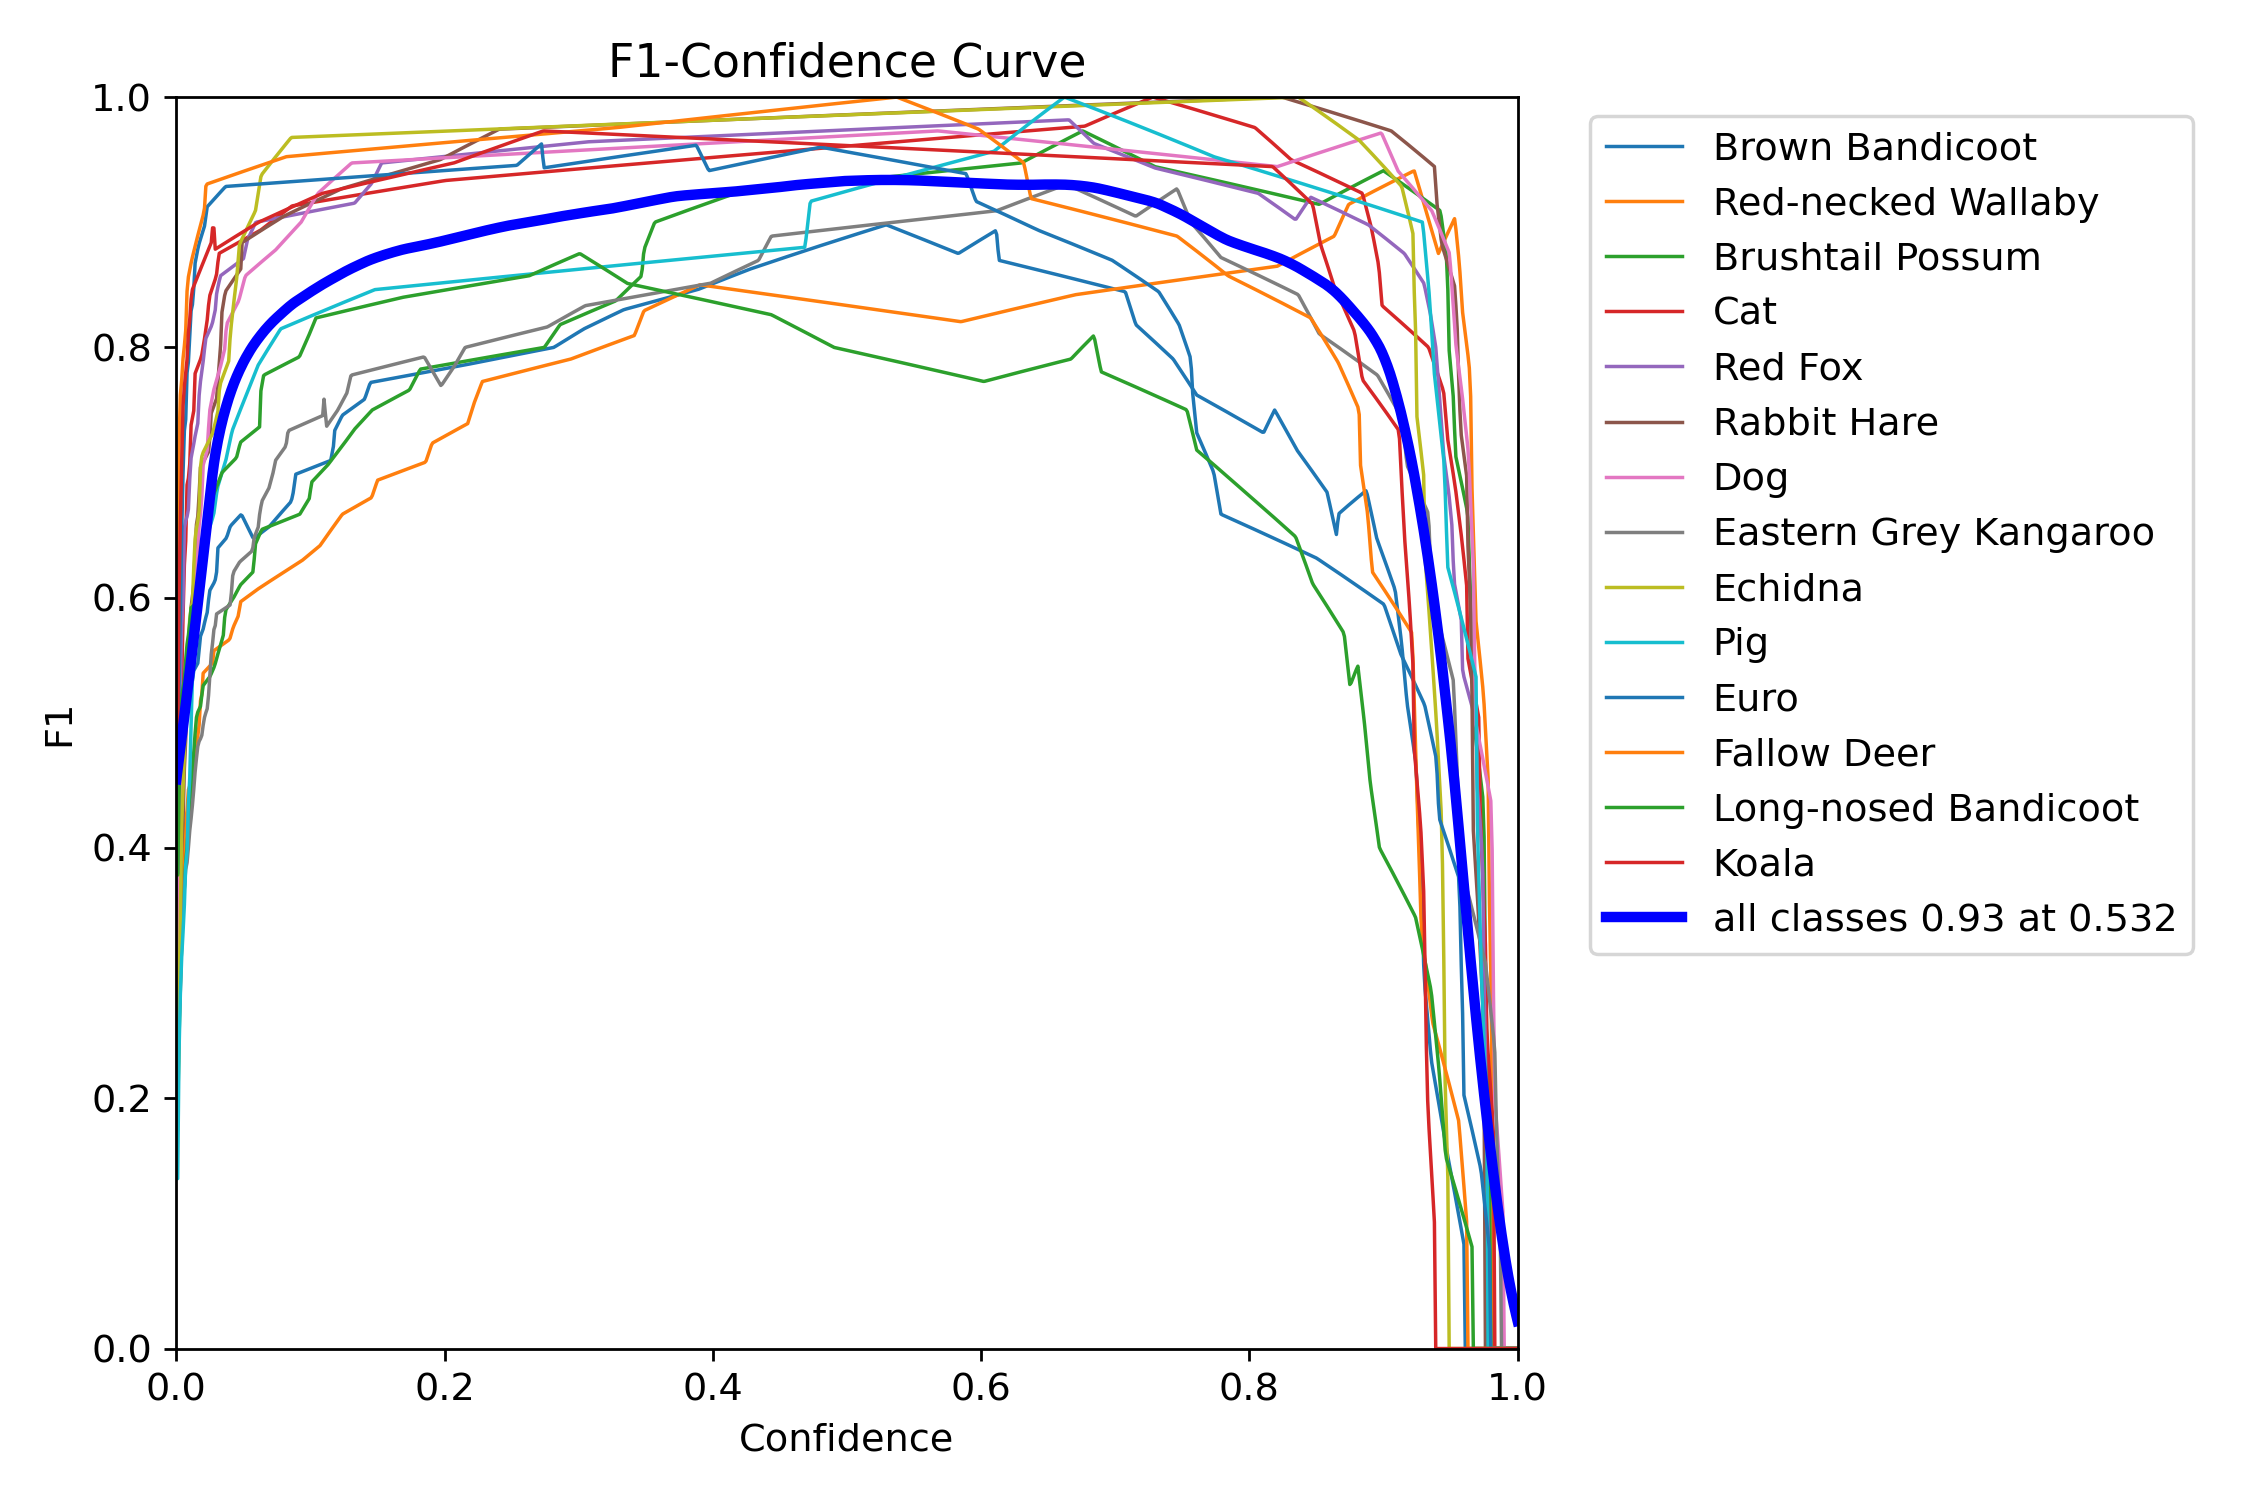 F1-Confidence Curve
1.0
0.8
0.6
0.4
0.2
0.0
F1
0.0 0.2 0.4 0.6 0.8 1.0
Confidence
Brown Bandicoot
Red-necked Wallaby
Brushtail Possum
Cat
Red Fox
Rabbit Hare
Dog
Eastern Grey Kangaroo
Echidna
Pig
Euro
Fallow Deer
Long-nosed Bandicoot
Koala
all classes 0.93 at 0.532